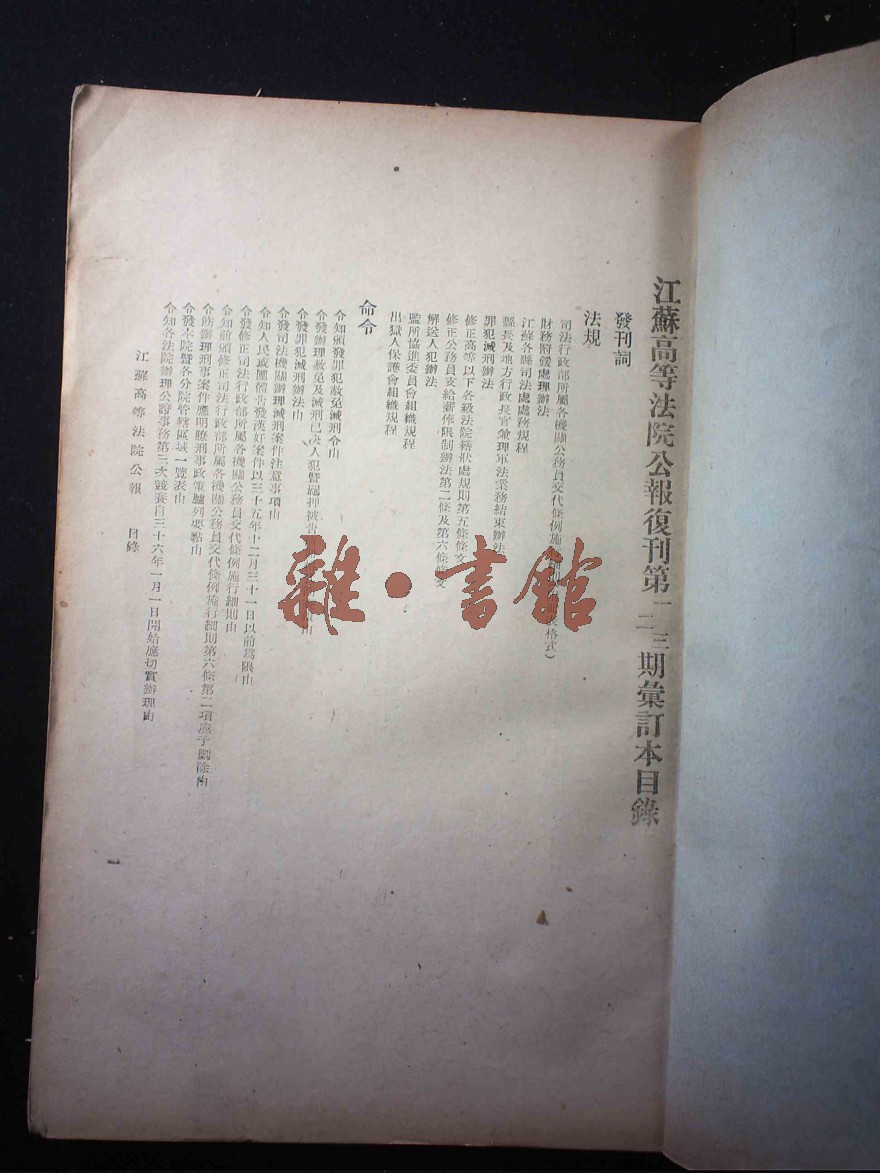 江蘇高等法院公報復刊第一二三期彙訂本目錄
發刊詞
法規
司法行政部所屬各機關公務員交代條例施格式）
財務罰鍰處理辦法
江蘇各縣司法處處務規程
縣長及地方行政長官兼理軍法業務結束辦法
罪犯減刑辦法
修正高等以下各級法院繕狀處規則第五條條文
修正公務員支給薪俸限制辦法第二條及第六條條文
解送人犯辦法
監所協進委員會組織規程
出獄人保護會組織規程
命令
令知頒發罪犯赦免減刑令由
令發辦理赦免及減刑已決人犯暨羈押被告由
令發罪犯減刑辦法由
令發司法機關辦理減刑案件注意事項由
令知人民或團體告發漢奸案件以三十五年十二月三十一日以前爲限由
令發修正司法行政部所屬各機關公務員交代條例施行細則由
令知前頒修正司法行政部所屬各機關公務員交代條例施行細則第六條第二項應予刪除由
令飭辦理刑事案件應明瞭刑事政策臚列要點由
令發本院暨各分院管轄區域一覽表由
令知各法院辦理公證事務第三次競賽自三十六年一月一日開始應切實辦理由
江蘇高等法院公報 目錄
一
雜·書館